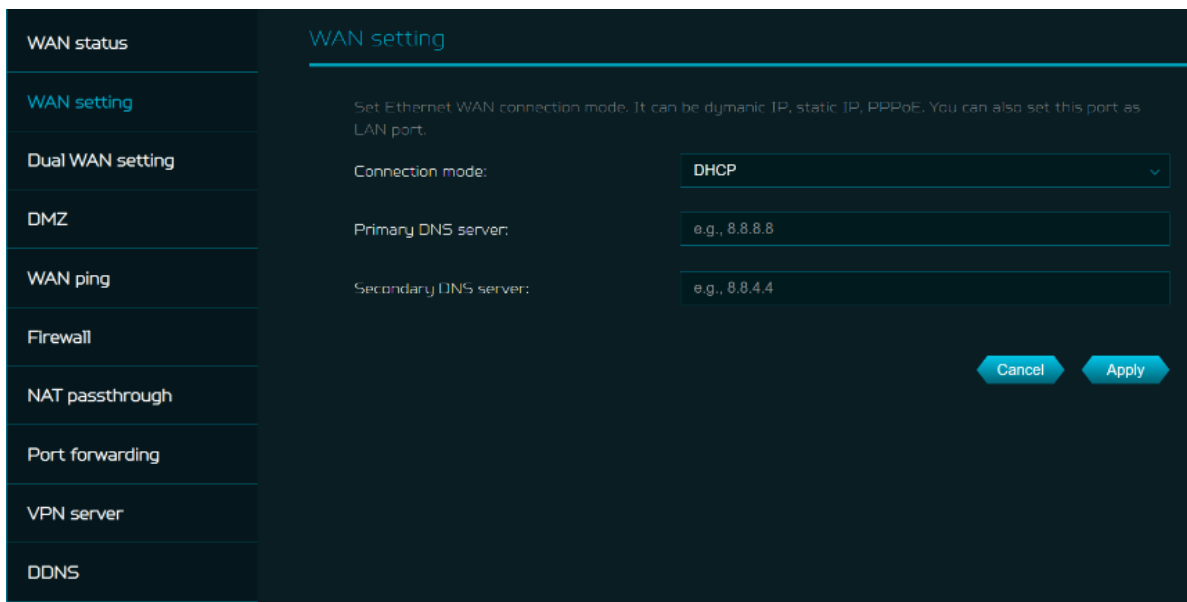 WAN status
WAN setting
Dual WAN setting
DMZ
WAN ping
Firewall
NAT passthrough
Port forwarding
VPN server
DDNS
WAN setting
Set Ethernet WAN connection mode. It can be dymanic IP, static IP, PPPoE. You can also set this port as
LAN port.
Connection mode:
DHCP
Primary DNS server:
e.g., 8.8.8.8
Secondary DNS server:
e.g., 8.8.4.4
Cancel
Apply